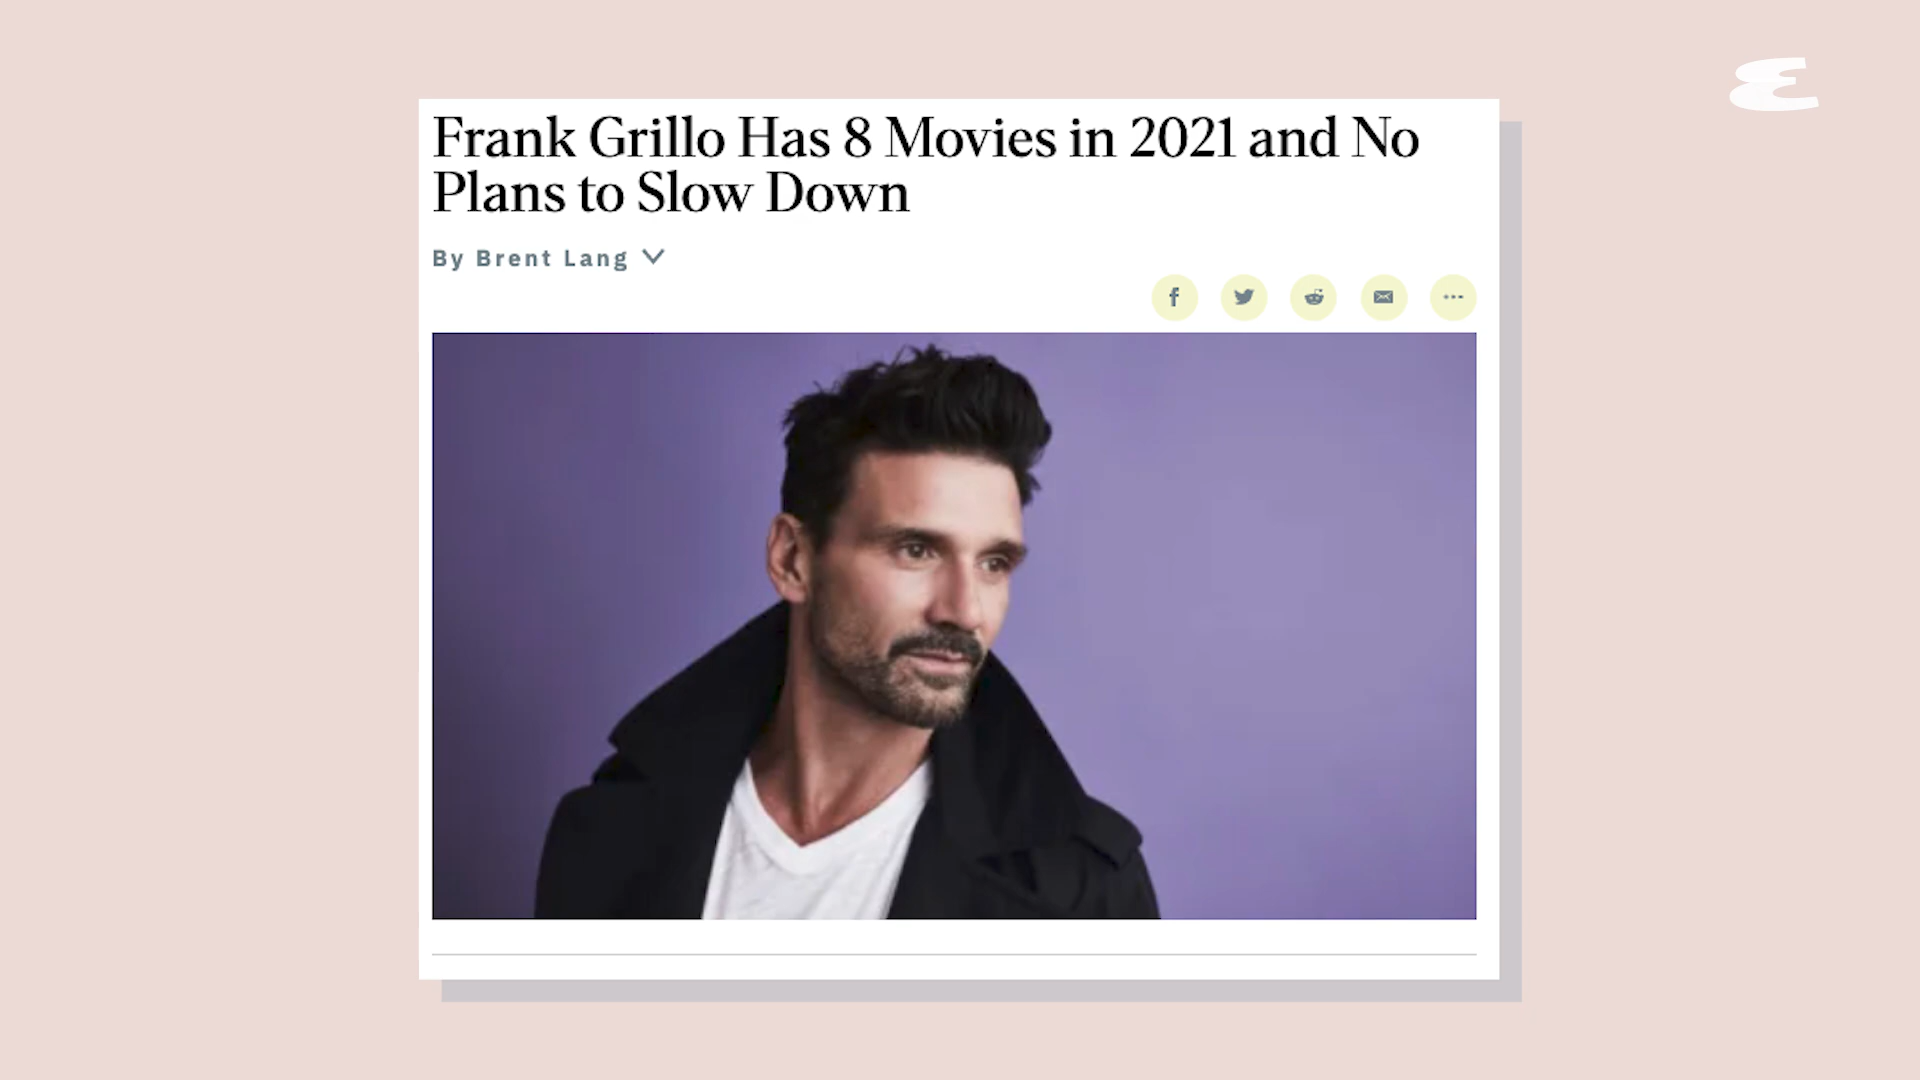 Frank Grillo Has 8 Movies in 2021 and No
Plans to Slow Down
By Brent Lang